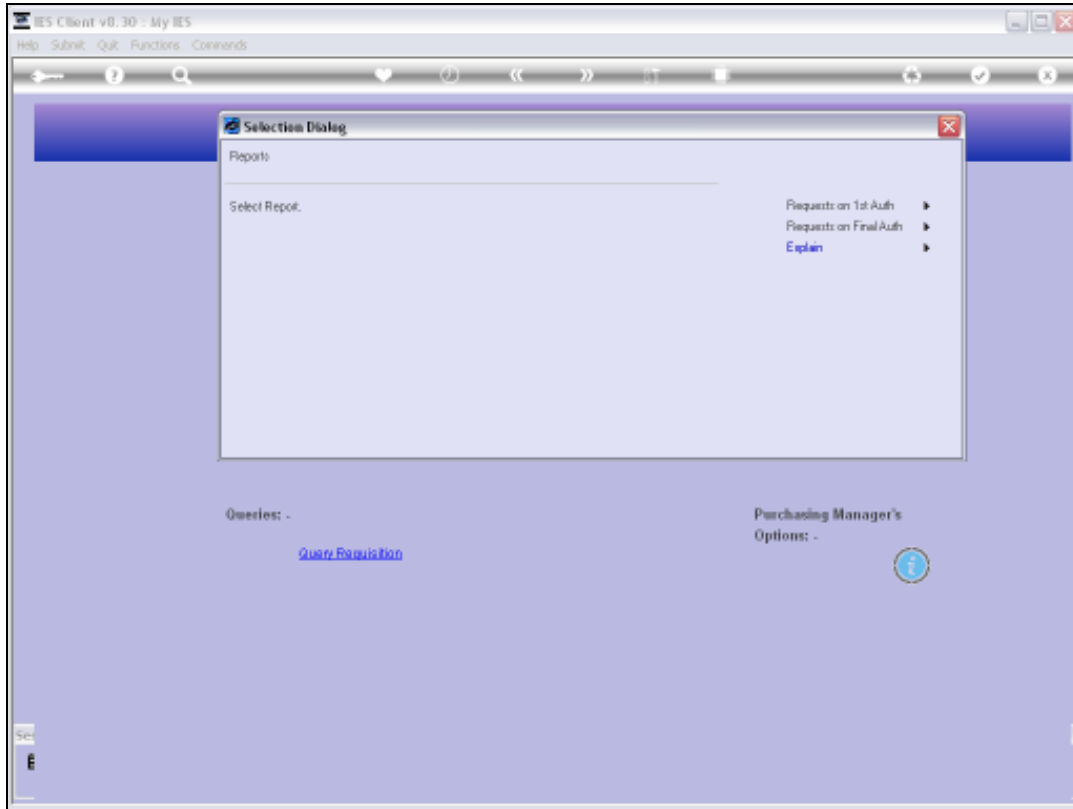 IES Client v8.30 : My IES
Help Submit Quit Functions Commands
Selection Dialog
Reports
Select Report.
Requests on 1st Auth
Requests on Final Auth
Explain
Queries: -
Query Requisition
Purchasing Manager's
Options: -